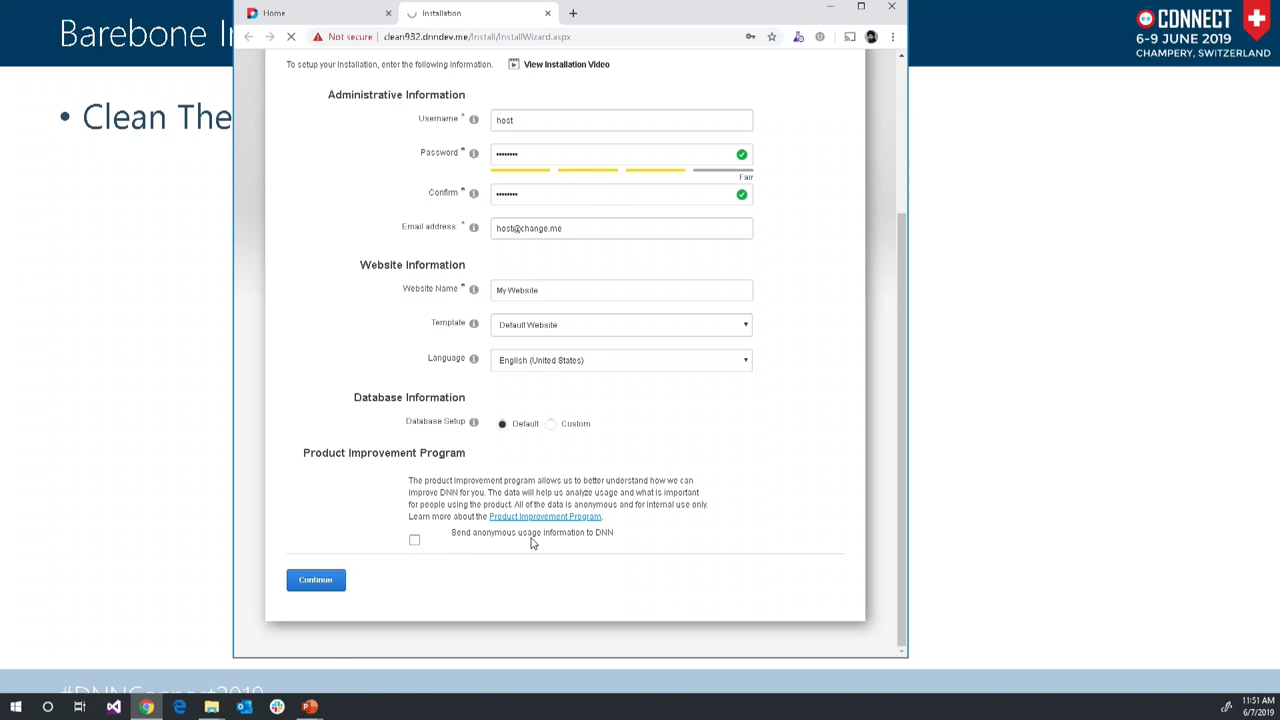 Barebone I
CONNECT
6-9 JUNE 2019
CHAMPERY, SWITZERLAND
Home
Installation
Not secure
clean932.dnndev.me/Install/InstallWizard.aspx
To setup your installation, enter the following information.
View Installation Video
Administrative Information
Username *
host
Password *
••••••••
Fair
Confirm *
••••••••
Email address: *
host@change.me
Website Information
Website Name *
My Website
Template
Default Website
Language
English (United States)
Database Information
Database Setup
Default
Custom
Product Improvement Program
The product improvement program allows us to better understand how we can
improve DNN for you. The data will help us analyze usage and what is important
for people using the product. All of the data is anonymous and for internal use only.
Learn more about the Product Improvement Program.
Send anonymous usage information to DNN
Continue
• Clean The
#DNNConnect2019
11:51 AM
6/7/2019